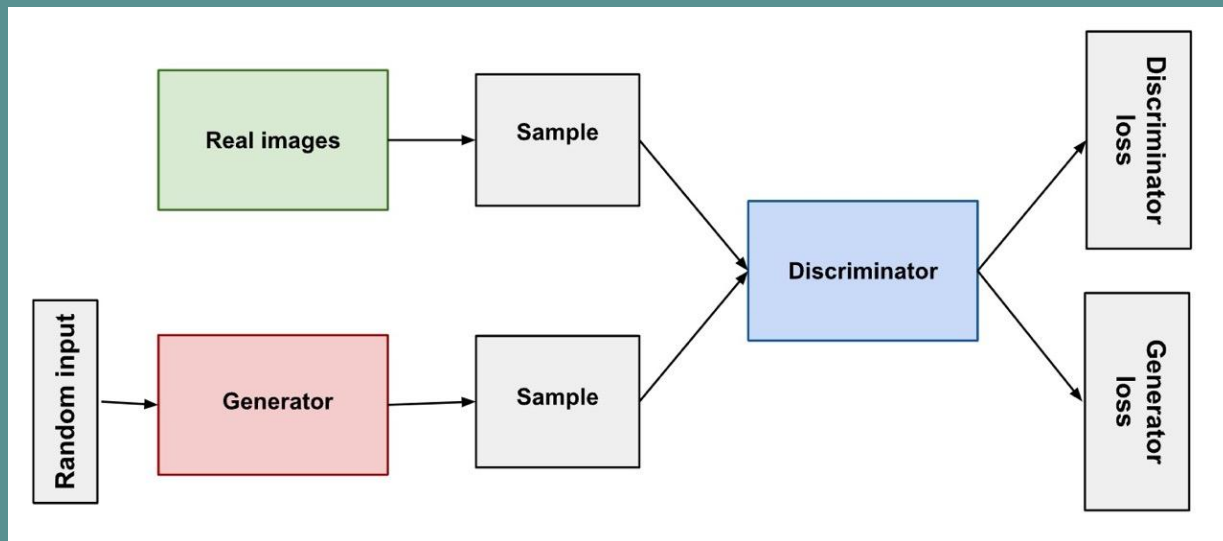 Real images
Sample
Discriminator
loss
Discriminator
Random input
Generator
Sample
Generator
loss